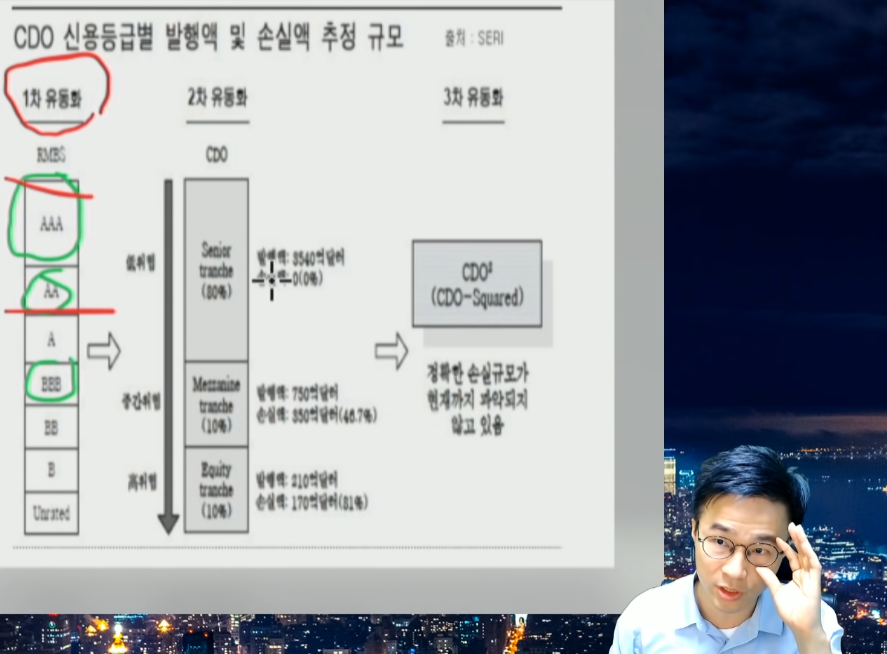 CDO 신용등급별 발행액 및 손실액 추정 규모
출처 : SERI
1차 유동화
2차 유동화
3차 유동화
RMBS
CDO
AAA
AA
A
BBB
BB
B
Unrated
低위험
중간위험
高위험
Senior
tranche
(80%)
발행액: 3540억달러
손실액: 0(0%)
Mezzanine
tranche
(10%)
발행액: 750억달러
손실액: 350억달러(46.7%)
Equity
tranche
(10%)
발행액: 210억달러
손실액: 170억달러(81%)
CDO²
(CDO-Squared)
정확한 손실규모가
현재까지 파악되지
않고 있음